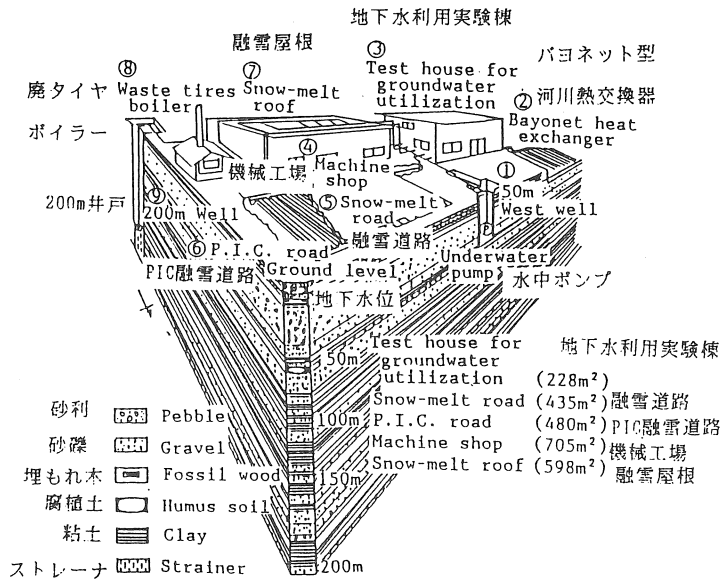 地下水利用実験棟
融雪屋根
③
Test house for
groundwater
utilization
バヨネット型
⑧
廃タイヤ
Waste tires
boiler
ボイラー
⑦
Snow-melt
roof
②河川熱交換器
Bayonet heat
exchanger
④
Machine
shop
機械工場
①
50m
West well
200m井戸
⑨
200m Well
⑤ Snow-melt
road
融雪道路
⑥ P.I.C. road
PIC融雪道路
Ground level
地下水位
Underwater
pump
水中ポンプ
P
50m
100m
150m
200m
Test house for
groundwater
utilization (228m²)
地下水利用実験棟
Snow-melt road (435m²)融雪道路
P.I.C. road (480m²)PIC融雪道路
Machine shop (705m²)機械工場
Snow-melt roof (598m²)融雪屋根
砂利 Pebble
砂礫 Gravel
埋もれ木 Fossil wood
腐植土 Humus soil
粘土 Clay
ストレーナ Strainer